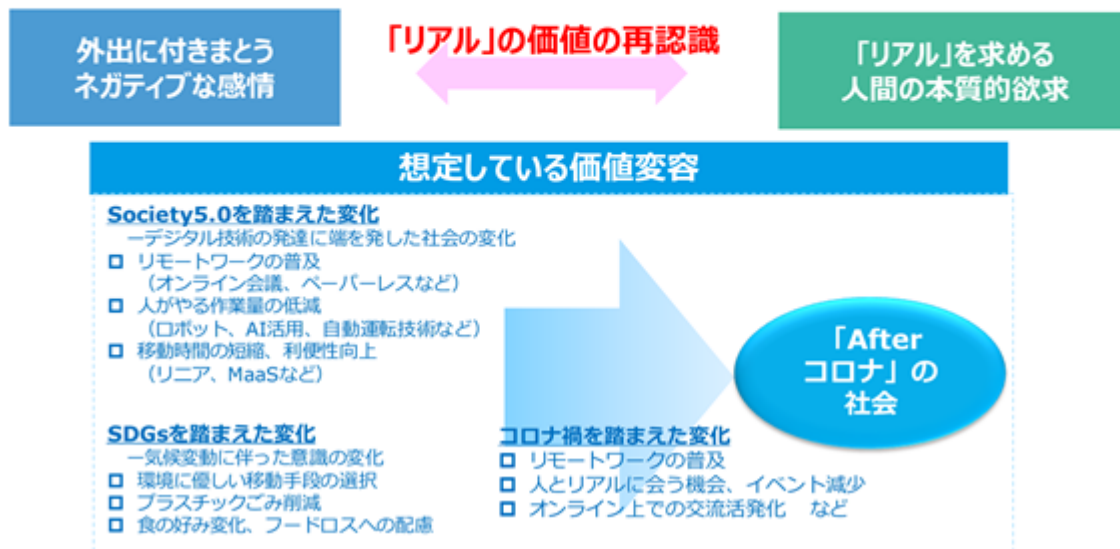 外出に付きまとう
ネガティブな感情
「リアル」の価値の再認識
「リアル」を求める
人間の本質的欲求
想定している価値変容
Society5.0を踏まえた変化
ーデジタル技術の発達に端を発した社会の変化
リモートワークの普及
（オンライン会議、ペーパーレスなど）
人がやる作業量の低減
（ロボット、AI活用、自動運転技術など）
移動時間の短縮、利便性向上
（リニア、MaaSなど）
SDGsを踏まえた変化
ー気候変動に伴った意識の変化
環境に優しい移動手段の選択
プラスチックごみ削減
食の好み変化、フードロスへの配慮
コロナ禍を踏まえた変化
リモートワークの普及
人とリアルに会う機会、イベント減少
オンライン上での交流活発化　など
「After
コロナ」の
社会